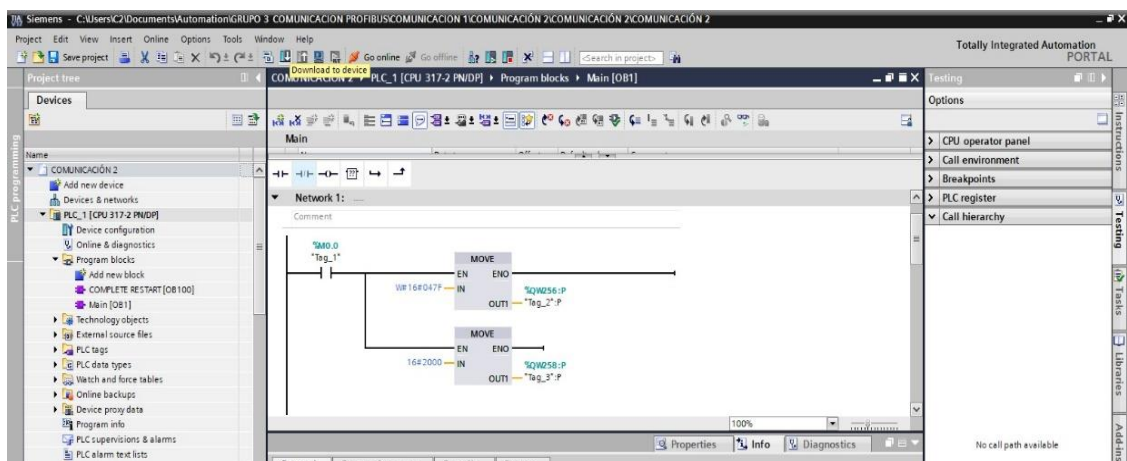 Siemens - C:\Users\C2\Documents\Automation\GRUPO 3 COMUNICACION PROFIBUS\COMUNICACION 1\COMUNICACIÓN 2\COMUNICACIÓN 2\COMUNICACIÓN 2
Project Edit View Insert Online Options Tools Window Help
Totally Integrated Automation
PORTAL
Save project
Go online
Go offline
<Search in project>
Download to device
Project tree
COMUNICACIÓN 2 PLC_1 [CPU 317-2 PN/DP] Program blocks Main [OB1]
Testing
Devices
Options
Main
Name
CPU operator panel
Call environment
Breakpoints
PLC register
Call hierarchy
COMUNICACIÓN 2
Add new device
Devices & networks
PLC_1 [CPU 317-2 PN/DP]
Device configuration
Online & diagnostics
Program blocks
Add new block
COMPLETE RESTART [OB100]
Main [OB1]
Technology objects
External source files
PLC tags
PLC data types
Watch and force tables
Online backups
Device proxy data
Program info
PLC supervisions & alarms
PLC alarm text lists
Network 1:
Comment
%M0.0
"Tag_1"
MOVE
EN ENO
W#16#047F IN
%QW256:P
OUT1 "Tag_2":P
MOVE
EN ENO
16#2000 IN
%QW258:P
OUT1 "Tag_3":P
100%
Properties Info Diagnostics
No call path available
PLC programming
Instructions
Testing
Tasks
Libraries
Add-ins